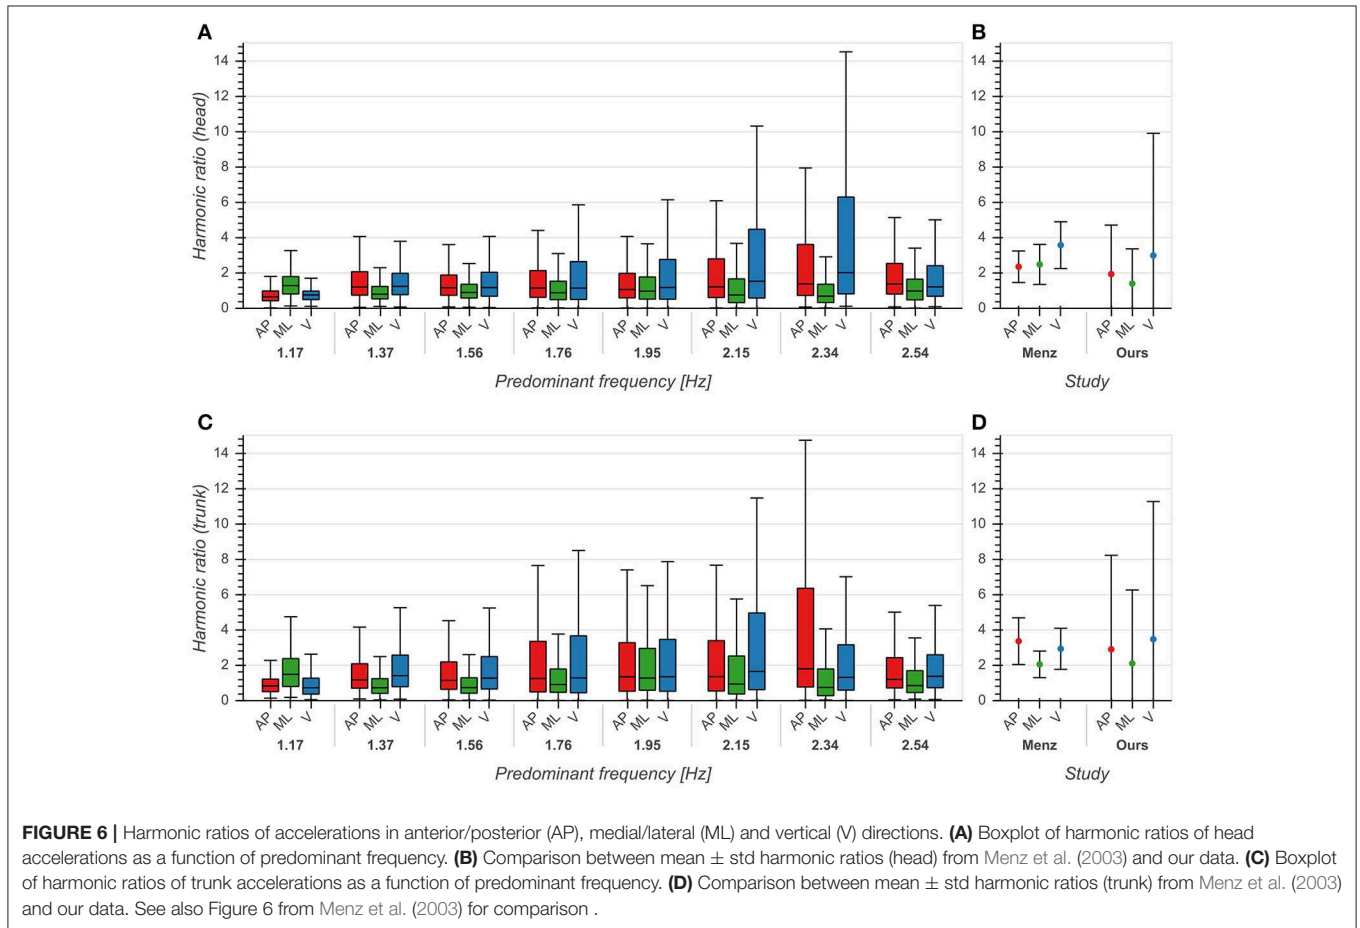 A
B
14
12
10
8
6
4
2
0
Harmonic ratio (head)
AP ML V AP ML V AP ML V AP ML V AP ML V AP ML V AP ML V AP ML V
1.17 1.37 1.56 1.76 1.95 2.15 2.34 2.54
Predominant frequency [Hz]
14
12
10
8
6
4
2
0
AP ML V AP ML V
Menz Ours
Study
C
D
14
12
10
8
6
4
2
0
Harmonic ratio (trunk)
AP ML V AP ML V AP ML V AP ML V AP ML V AP ML V AP ML V AP ML V
1.17 1.37 1.56 1.76 1.95 2.15 2.34 2.54
Predominant frequency [Hz]
14
12
10
8
6
4
2
0
AP ML V AP ML V
Menz Ours
Study
FIGURE 6 | Harmonic ratios of accelerations in anterior/posterior (AP), medial/lateral (ML) and vertical (V) directions. (A) Boxplot of harmonic ratios of head
accelerations as a function of predominant frequency. (B) Comparison between mean ± std harmonic ratios (head) from Menz et al. (2003) and our data. (C) Boxplot
of harmonic ratios of trunk accelerations as a function of predominant frequency. (D) Comparison between mean ± std harmonic ratios (trunk) from Menz et al. (2003)
and our data. See also Figure 6 from Menz et al. (2003) for comparison .